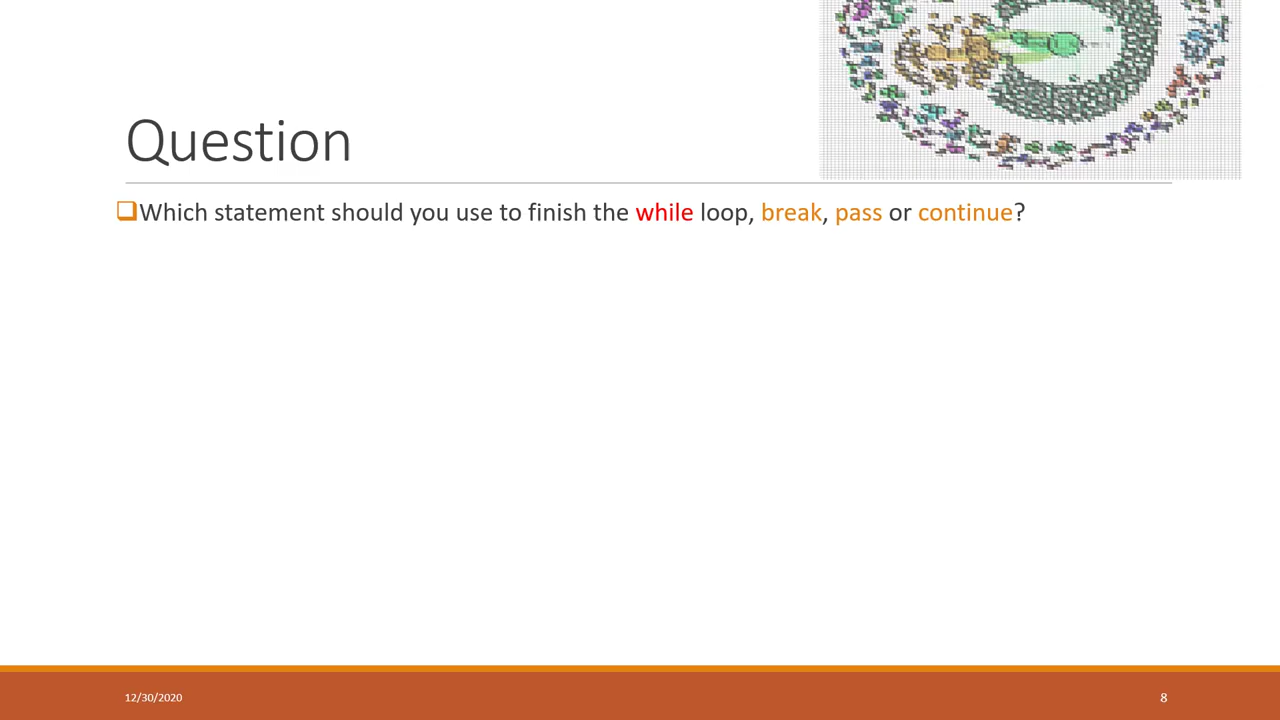 Question
Which statement should you use to finish the while loop, break, pass or continue?
12/30/2020
8